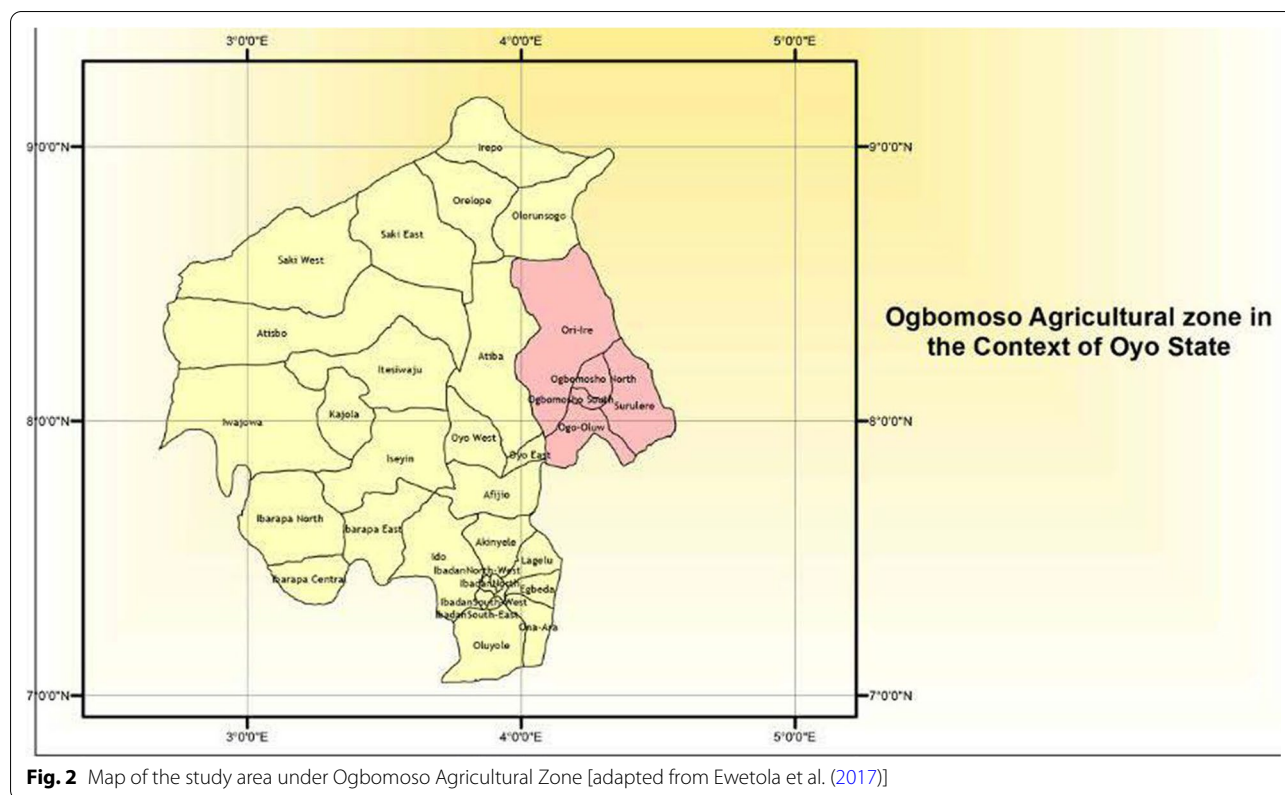 3°0'0"E 4°0'0"E 5°0'0"E
9°0'0"N 9°0'0"N
Irepo
Orelope
Olorunsogo
Saki East
Saki West
Ori-Ire
Atisbo
Atiba
Itesiwaju
Ogbomosho North
Ogbomosho South
Surulere
Kajola
8°0'0"N 8°0'0"N
Iwajowa
Ogo-Oluw
Oyo West
Oyo East
Iseyin
Afijio
Ibarapa North
Ibarapa East
Akinyele
Ido
Lagelu
IbadanNorth-West
IbadanNorth
Ibarapa Central
Egbeda
IbadanSouth-West
IbadanSouth-East
Ona-Ara
Oluyole
7°0'0"N 7°0'0"N
3°0'0"E 4°0'0"E 5°0'0"E
Ogbomoso Agricultural zone in
the Context of Oyo State
Fig. 2 Map of the study area under Ogbomoso Agricultural Zone [adapted from Ewetola et al. (2017)]